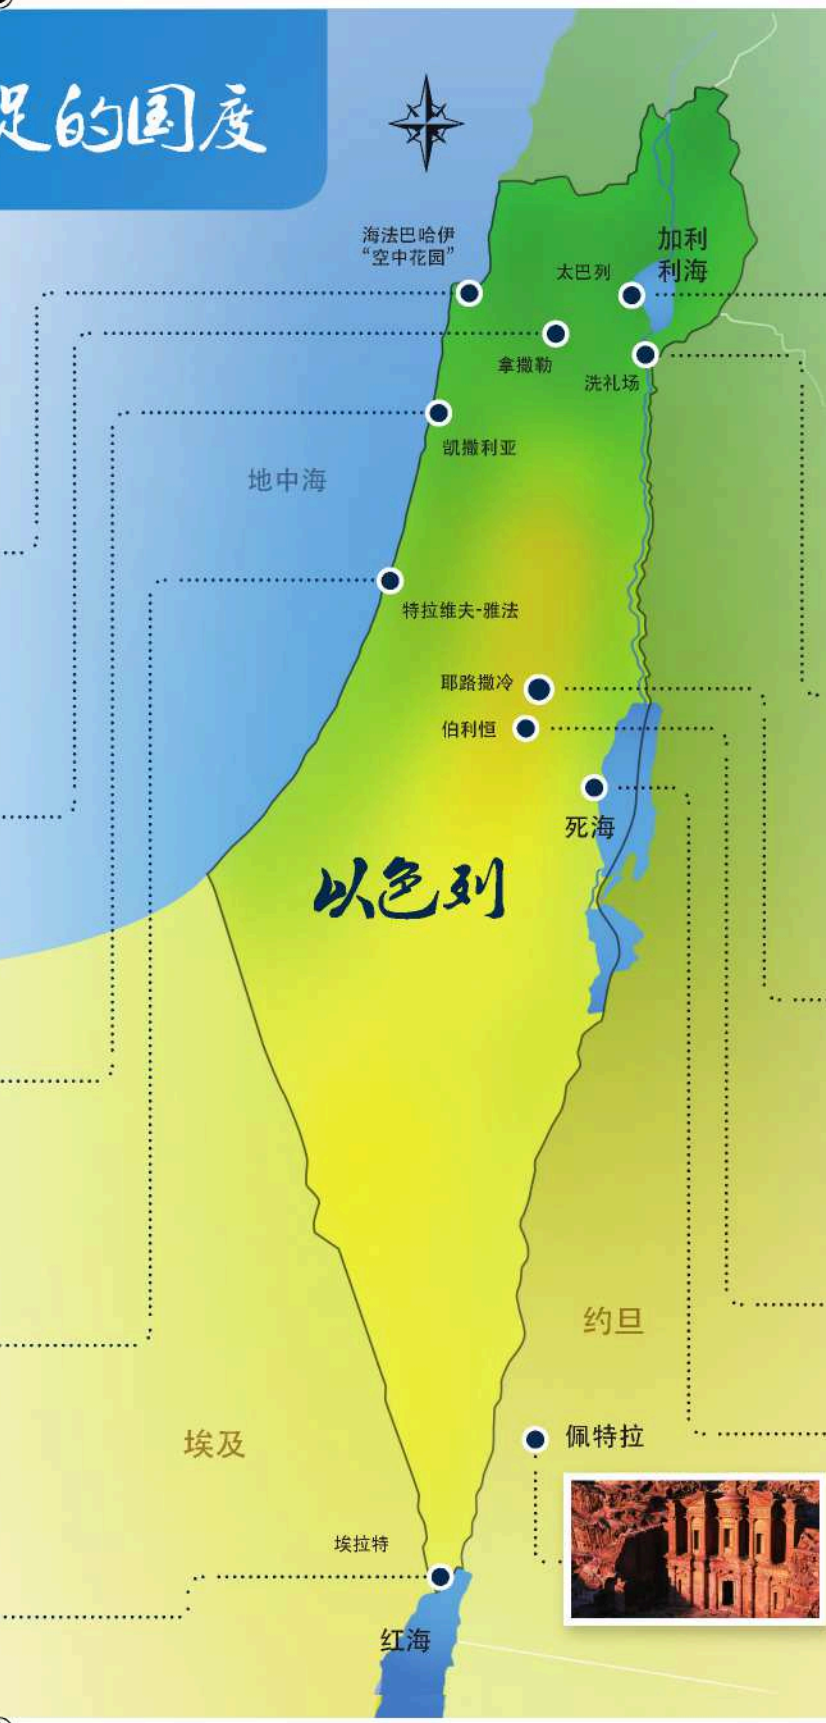 的国度
海法巴哈伊
“空中花园”
加利
利海
太巴列
拿撒勒
洗礼场
凯撒利亚
地中海
特拉维夫-雅法
耶路撒冷
伯利恒
死海
以色列
约旦
埃及
佩特拉
埃拉特
红海